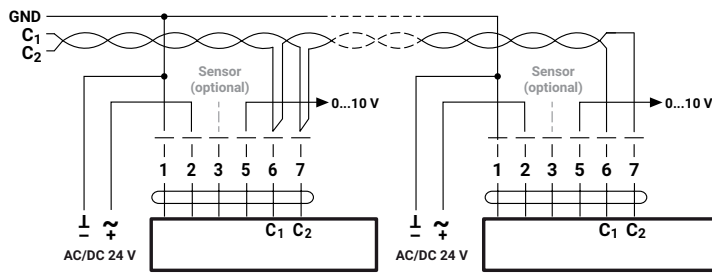 GND
C₁
C₂
Sensor
(optional)
0...10 V
Sensor
(optional)
0...10 V
1 2 3 5 6 7
1 2 3 5 6 7
⊥ ~
– +
C₁ C₂
⊥ ~
– +
C₁ C₂
AC/DC 24 V
AC/DC 24 V